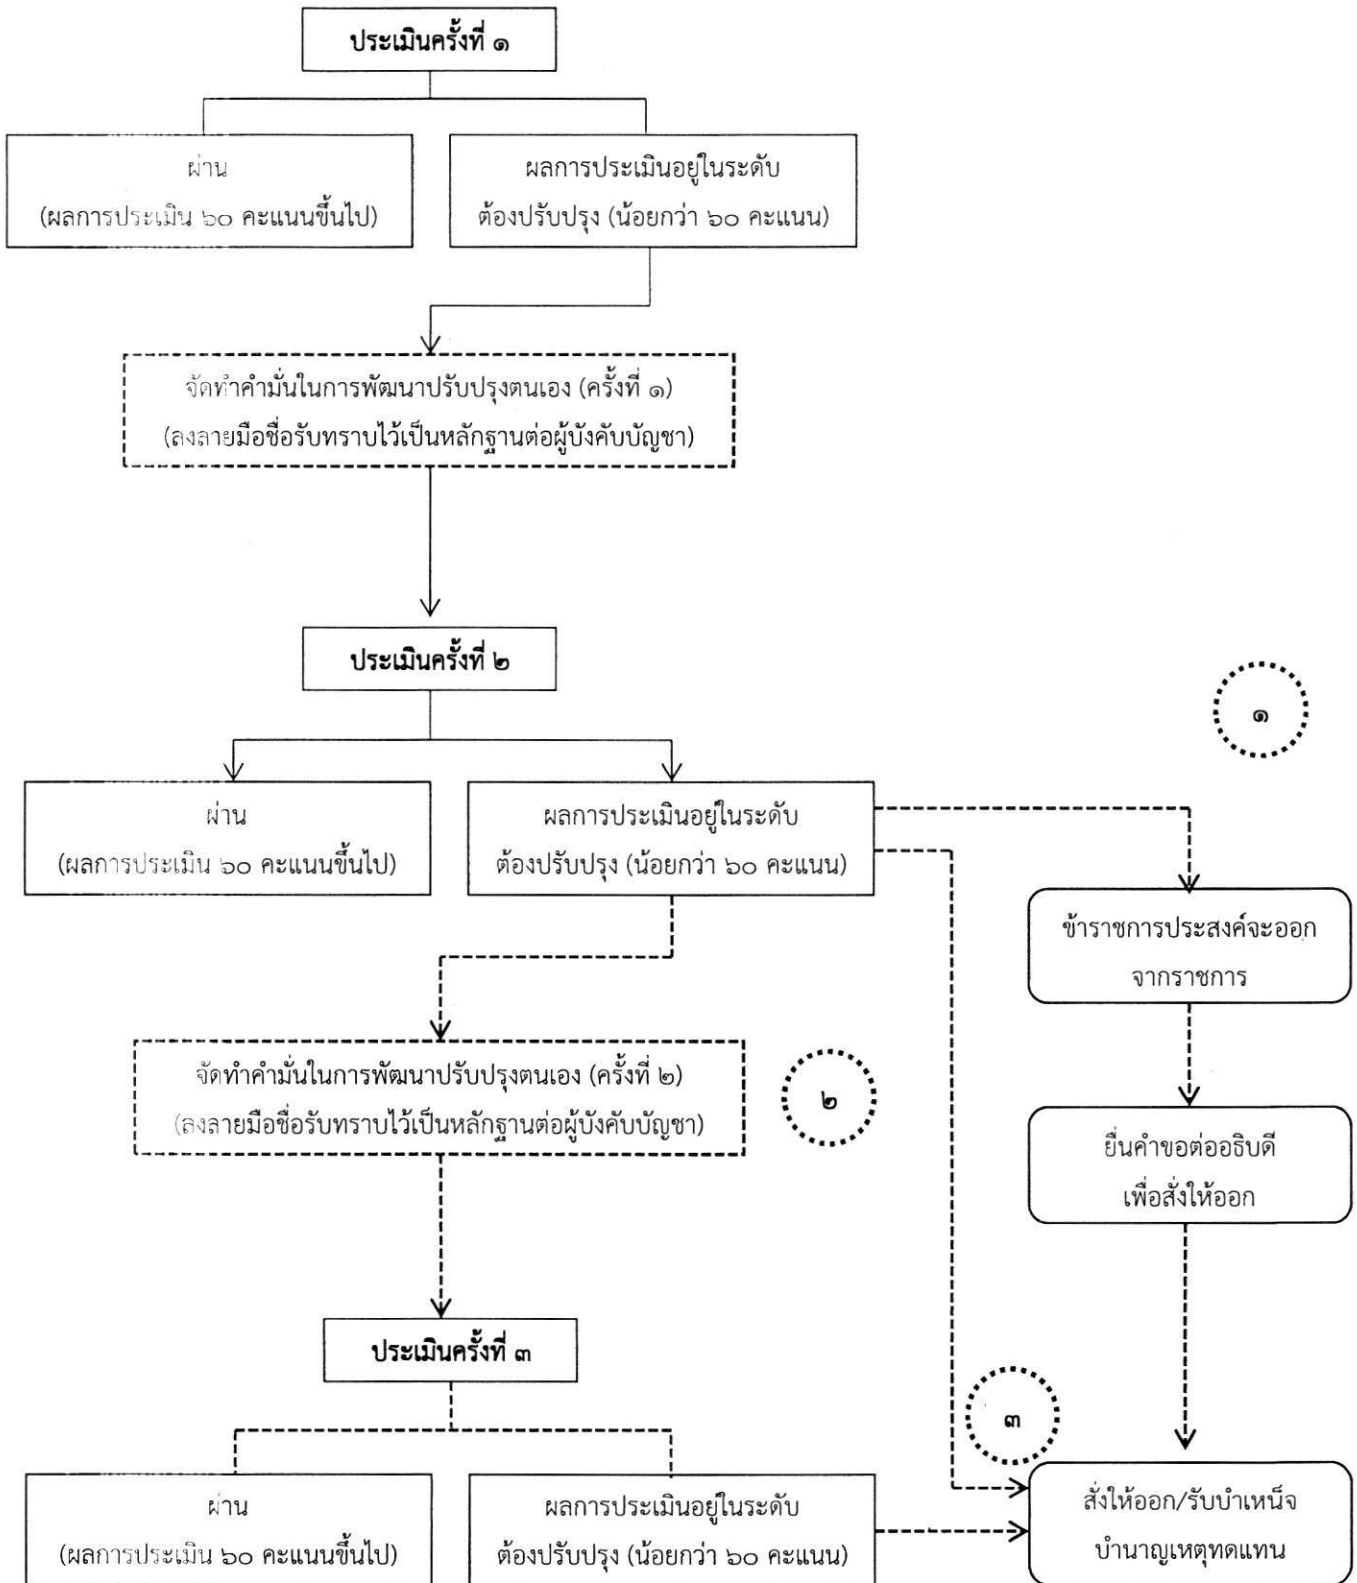 ประเมินครั้งที่ ๑
ผ่าน
(ผลการประเมิน ๖๐ คะแนนขึ้นไป)
ผลการประเมินอยู่ในระดับ
ต้องปรับปรุง (น้อยกว่า ๖๐ คะแนน)
จัดทำคำมั่นในการพัฒนาปรับปรุงตนเอง (ครั้งที่ ๑)
(ลงลายมือชื่อรับทราบไว้เป็นหลักฐานต่อผู้บังคับบัญชา)
ประเมินครั้งที่ ๒
๑
ผ่าน
(ผลการประเมิน ๖๐ คะแนนขึ้นไป)
ผลการประเมินอยู่ในระดับ
ต้องปรับปรุง (น้อยกว่า ๖๐ คะแนน)
ข้าราชการประสงค์จะออก
จากราชการ
จัดทำคำมั่นในการพัฒนาปรับปรุงตนเอง (ครั้งที่ ๒)
(ลงลายมือชื่อรับทราบไว้เป็นหลักฐานต่อผู้บังคับบัญชา)
๒
ยื่นคำขอต่ออธิบดี
เพื่อสั่งให้ออก
ประเมินครั้งที่ ๓
๓
ผ่าน
(ผลการประเมิน ๖๐ คะแนนขึ้นไป)
ผลการประเมินอยู่ในระดับ
ต้องปรับปรุง (น้อยกว่า ๖๐ คะแนน)
สั่งให้ออก/รับบำเหน็จ
บำนาญเหตุทดแทน